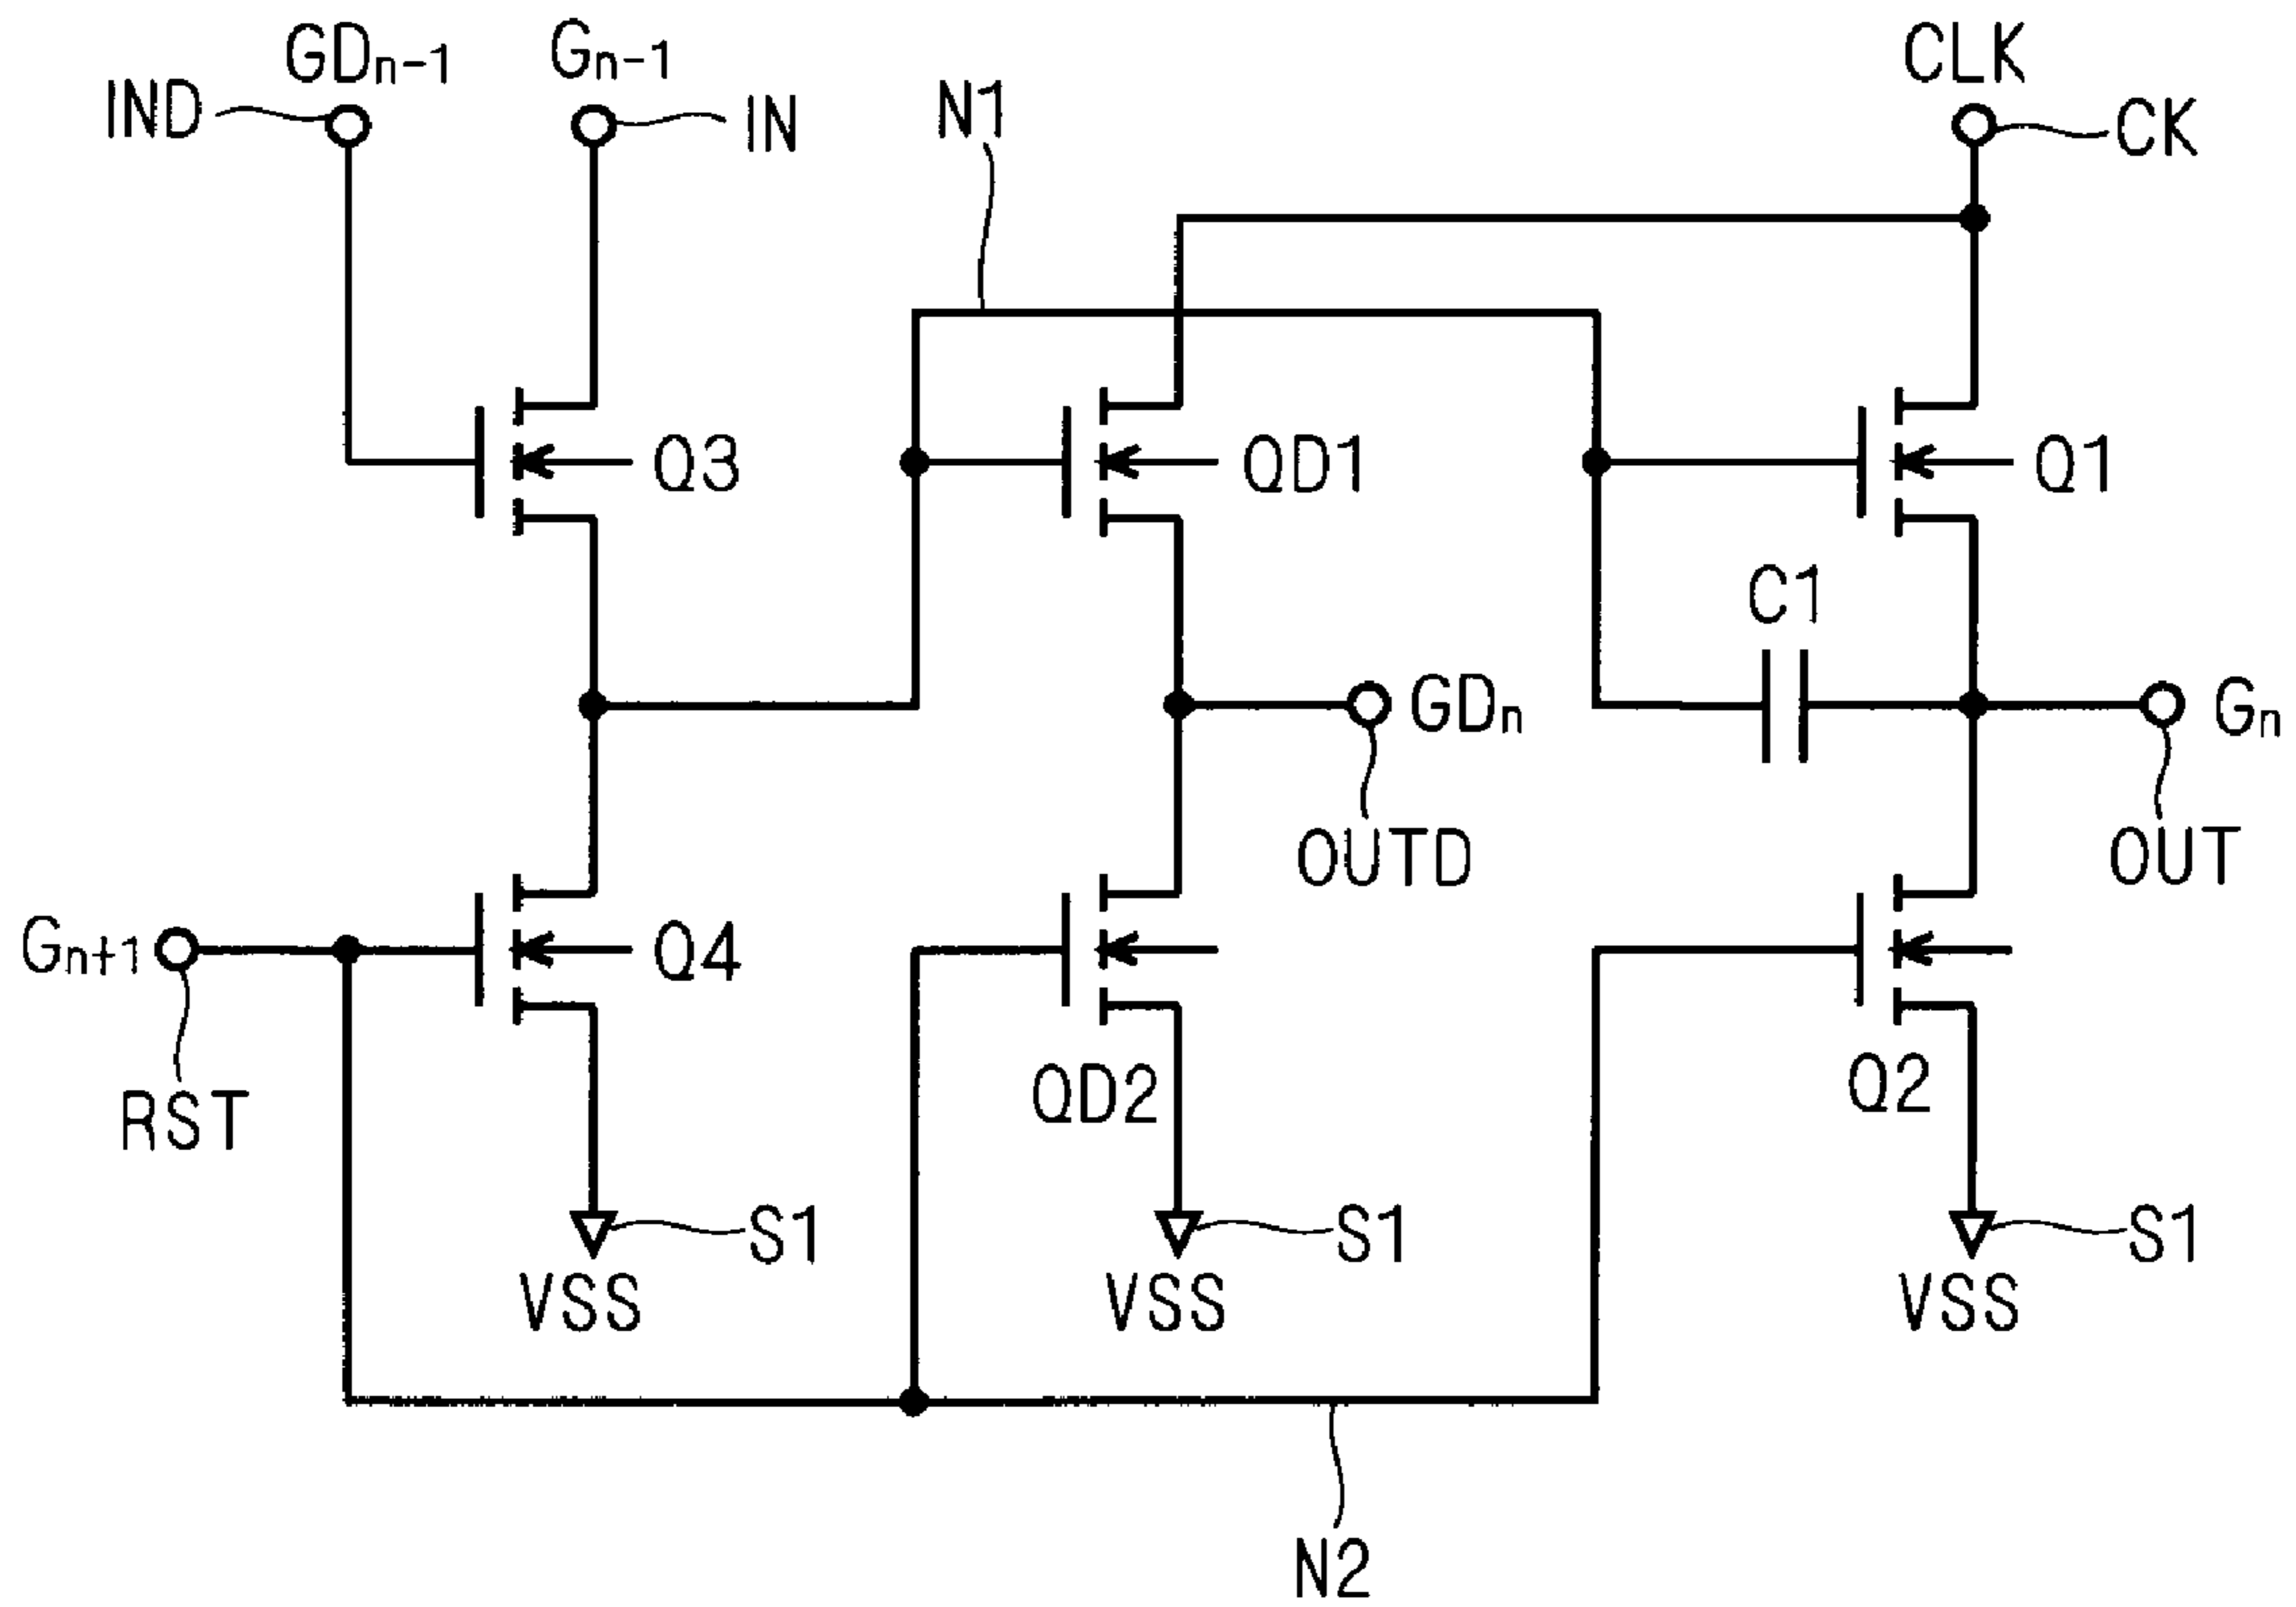 GDn-1
Gn-1
CLK
IND
IN
N1
CK
Q3
QD1
Q1
C1
GDn
Gn
OUTD
OUT
Gn+1
Q4
QD2
Q2
RST
S1
S1
S1
VSS
VSS
VSS
N2